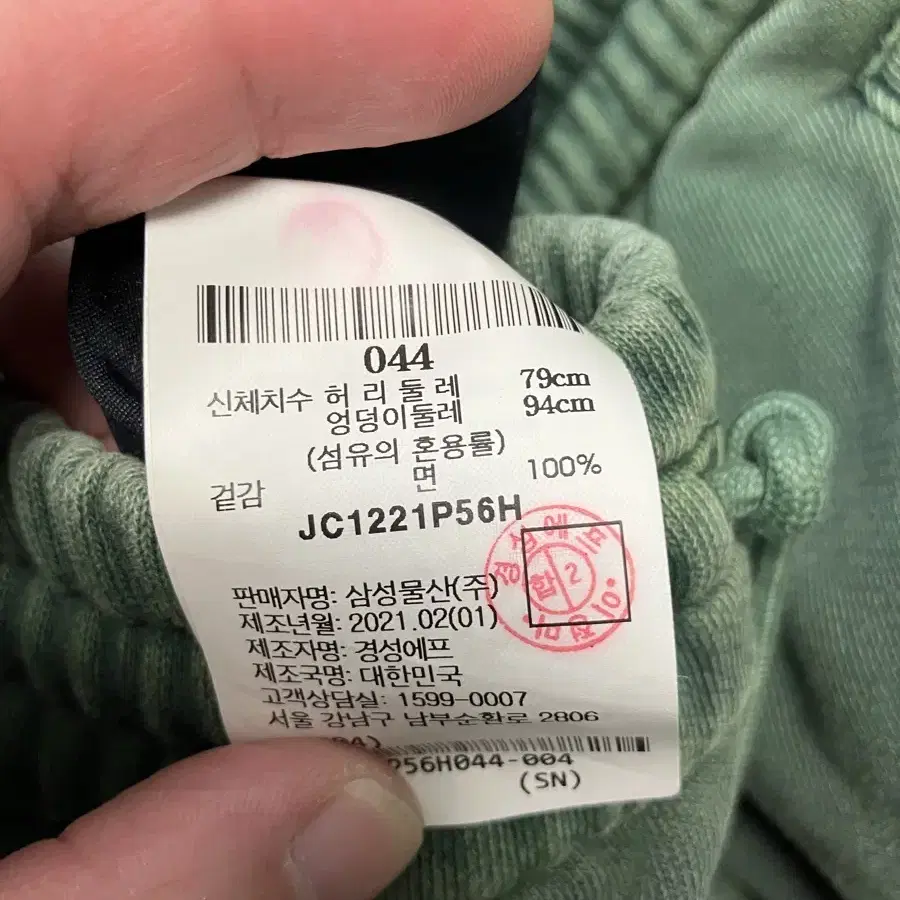 044
신체치수 허 리 둘 레 79cm
엉덩이둘레 94cm
(섬유의 혼용률)
겉감 면 100%
JC1221P56H
합 2
판매자명: 삼성물산(주)
제조년월: 2021.02(01)
제조자명: 경성에프
제조국명: 대한민국
고객상담실: 1599-0007
서울 강남구 남부순환로 2806
04)
P56H044-004
(SN)